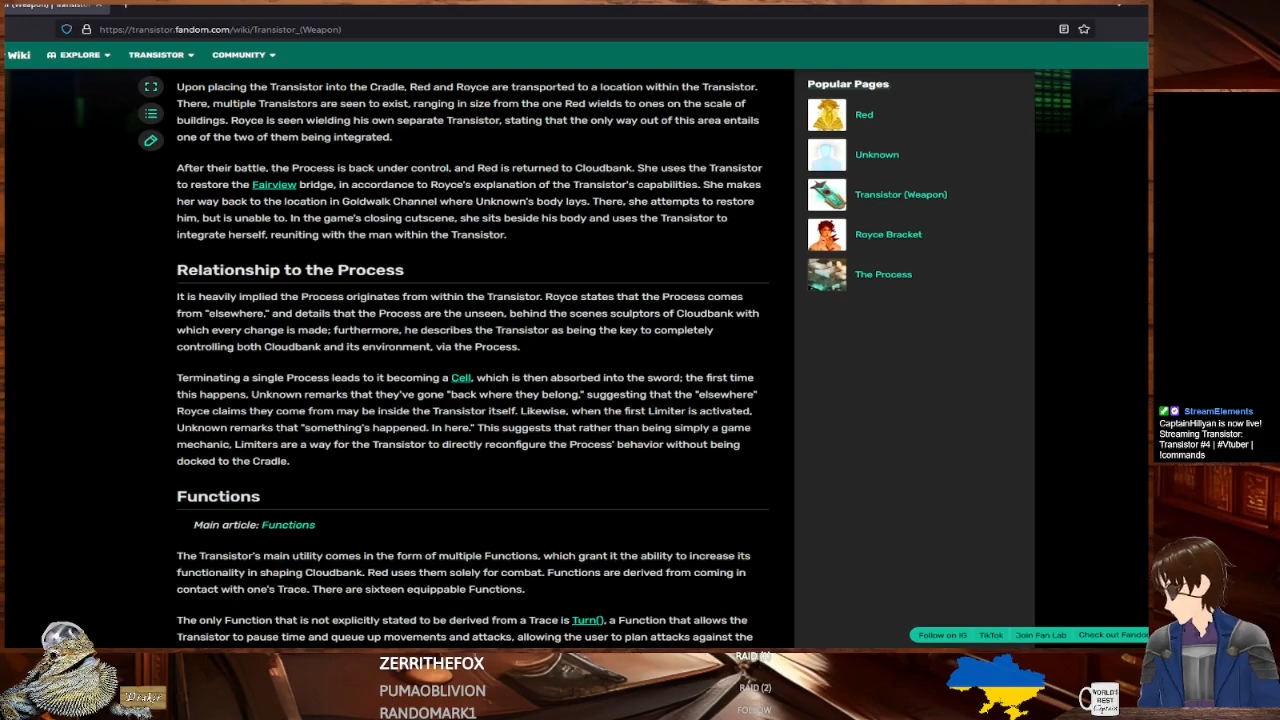 https://transistor.fandom.com/wiki/Transistor_(Weapon)
Wiki
EXPLORE
TRANSISTOR
COMMUNITY
Upon placing the Transistor into the Cradle, Red and Royce are transported to a location within the Transistor.
There, multiple Transistors are seen to exist, ranging in size from the one Red wields to ones on the scale of
buildings. Royce is seen wielding his own separate Transistor, stating that the only way out of this area entails
one of the two of them being integrated.
After their battle, the Process is back under control, and Red is returned to Cloudbank. She uses the Transistor
to restore the Fairview bridge, in accordance to Royce's explanation of the Transistor's capabilities. She makes
her way back to the location in Goldwalk Channel where Unknown's body lays. There, she attempts to restore
him, but is unable to. In the game's closing cutscene, she sits beside his body and uses the Transistor to
integrate herself, reuniting with the man within the Transistor.
Relationship to the Process
It is heavily implied the Process originates from within the Transistor. Royce states that the Process comes
from "elsewhere," and details that the Process are the unseen, behind the scenes sculptors of Cloudbank with
which every change is made; furthermore, he describes the Transistor as being the key to completely
controlling both Cloudbank and its environment, via the Process.
Terminating a single Process leads to it becoming a Cell, which is then absorbed into the sword; the first time
this happens, Unknown remarks that they've gone "back where they belong," suggesting that the "elsewhere"
Royce claims they come from may be inside the Transistor itself. Likewise, when the first Limiter is activated,
Unknown remarks that "something's happened. In here." This suggests that rather than being simply a game
mechanic, Limiters are a way for the Transistor to directly reconfigure the Process' behavior without being
docked to the Cradle.
Functions
Main article: Functions
The Transistor's main utility comes in the form of multiple Functions, which grant it the ability to increase its
functionality in shaping Cloudbank. Red uses them solely for combat. Functions are derived from coming in
contact with one's Trace. There are sixteen equippable Functions.
The only Function that is not explicitly stated to be derived from a Trace is Turn(), a Function that allows the
Transistor to pause time and queue up movements and attacks, allowing the user to plan attacks against the
Popular Pages
Red
Unknown
Transistor (Weapon)
Royce Bracket
The Process
Follow on IG
TikTok
Join Fan Lab
Check out Fandom
StreamElements
CaptainHillyan is now live!
Streaming Transistor:
Transistor #4 | #Vtuber |
!commands
Drake
ZERRITHEFOX
PUMAOBLIVION
RANDOMARK1
RAID
RAID (2)
FOLLOW
WORLD'S